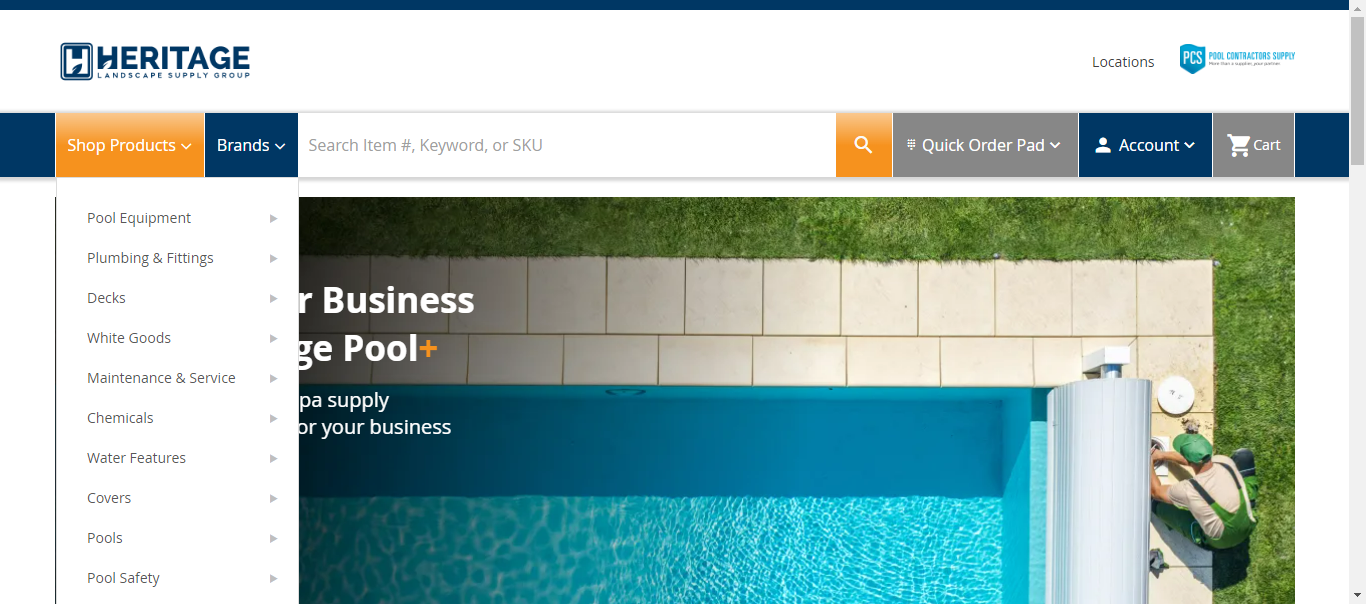 HERITAGE
LANDSCAPE SUPPLY GROUP
Locations
PCS POOL CONTRACTORS SUPPLY
More than a supplier, your partner
Shop Products
Brands
Search Item #, Keyword, or SKU
Quick Order Pad
Account
Cart
Pool Equipment
Plumbing & Fittings
Decks
White Goods
Maintenance & Service
Chemicals
Water Features
Covers
Pools
Pool Safety
r Business
ge Pool+
pa supply
or your business